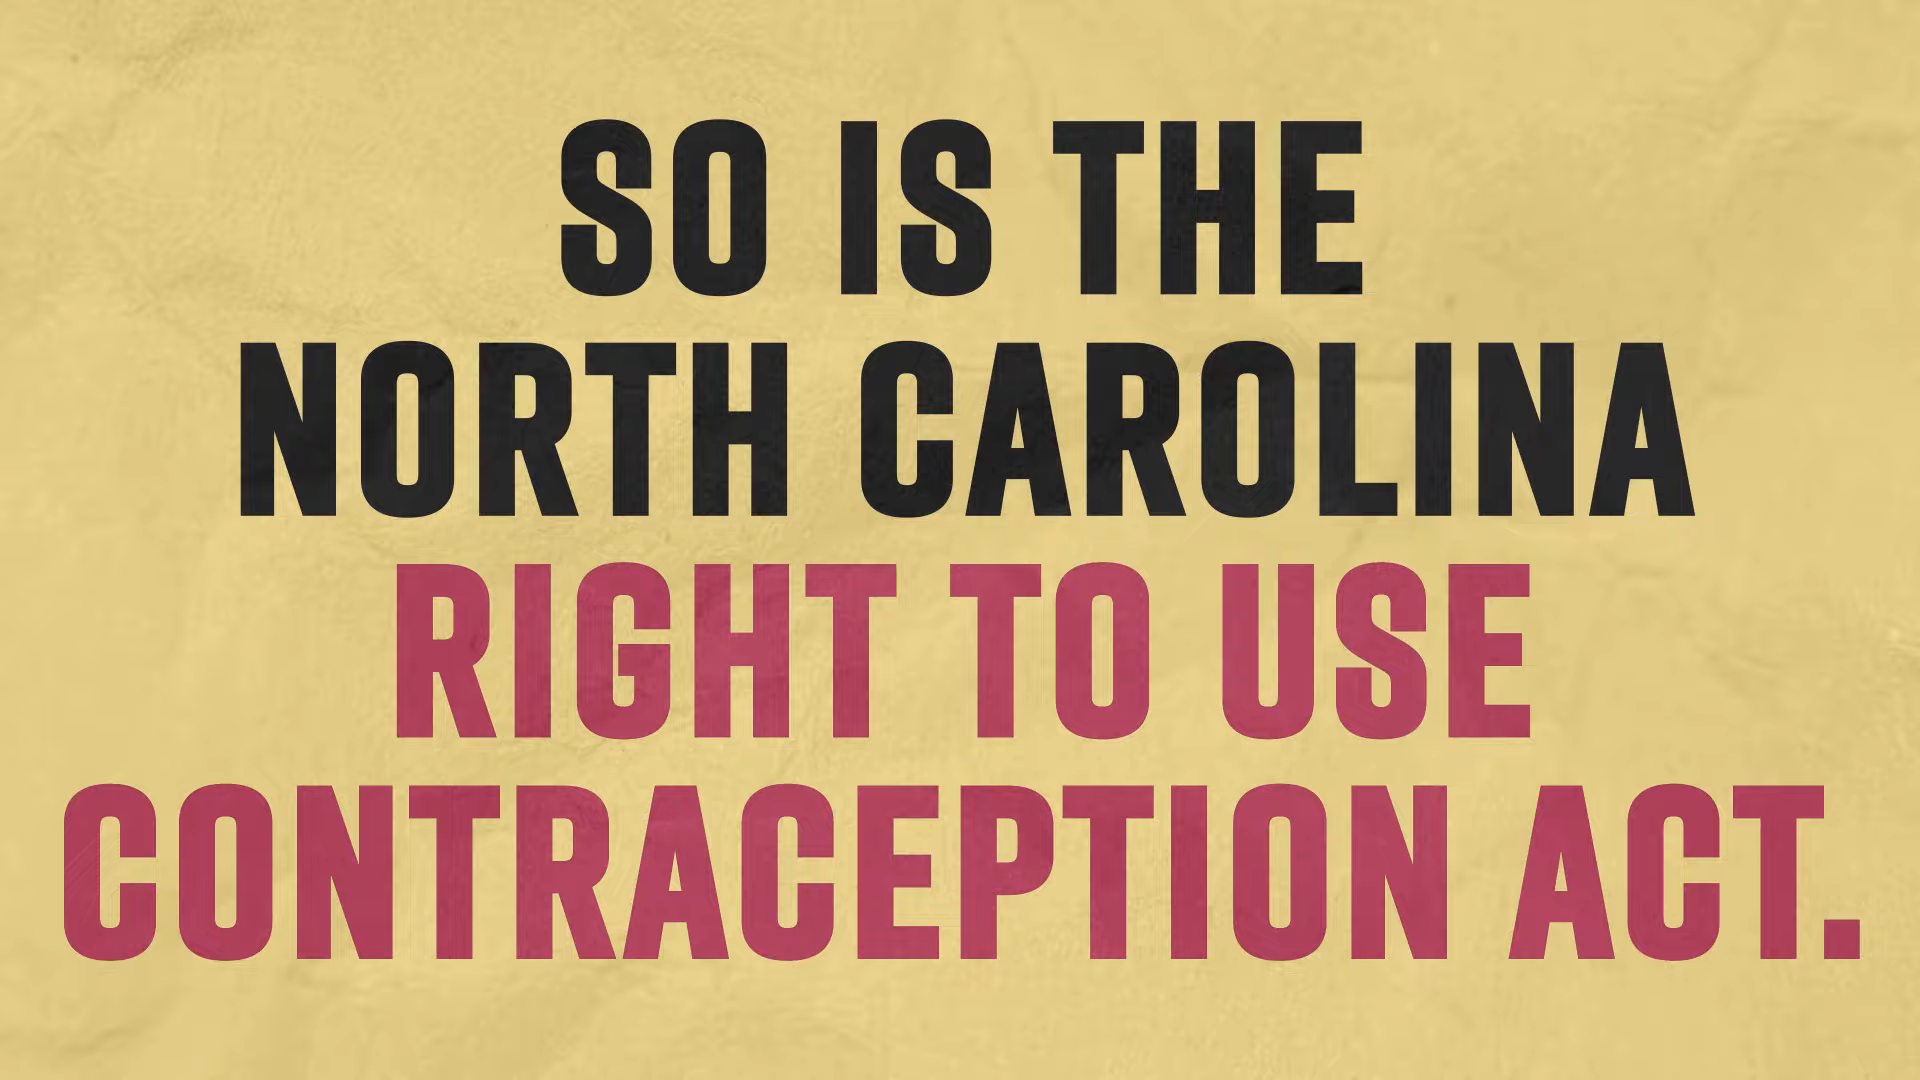 SO IS THE
NORTH CAROLINA
RIGHT TO USE
CONTRACEPTION ACT.